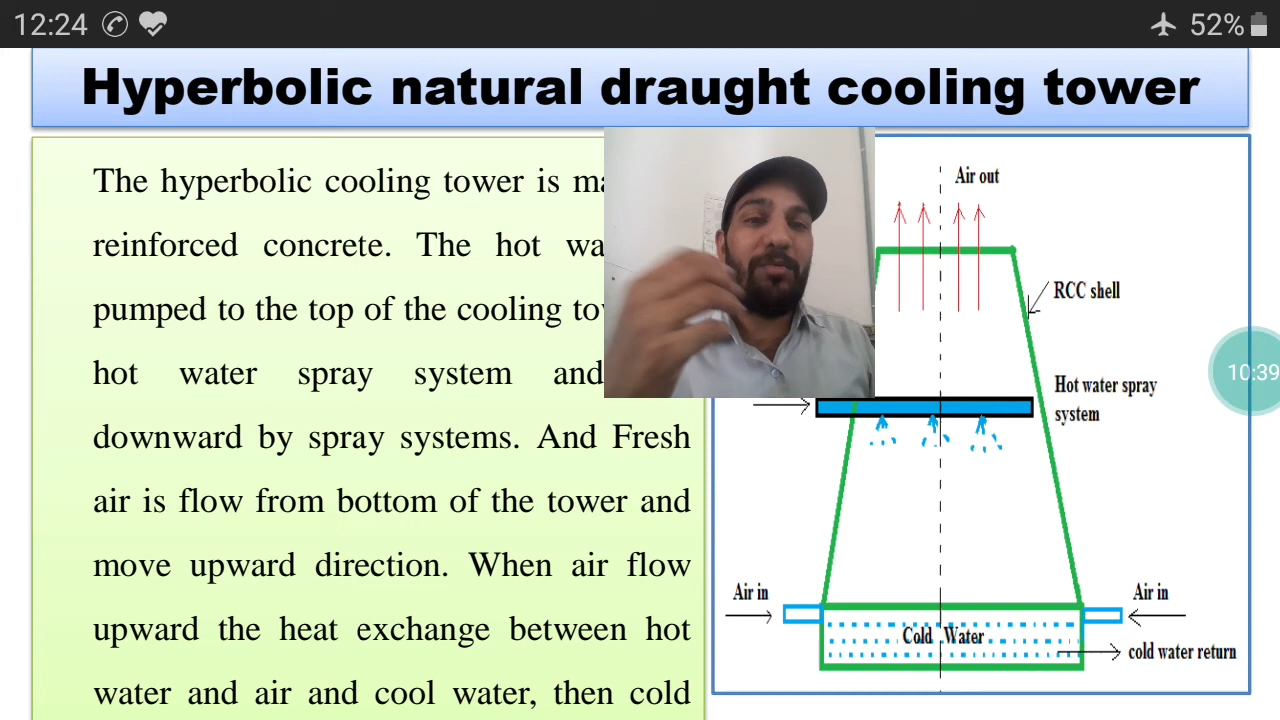 12:24 52%
Hyperbolic natural draught cooling tower
The hyperbolic cooling tower is
reinforced concrete. The hot
pumped to the top of the cooling
hot water spray system and
downward by spray systems. And Fresh
air is flow from bottom of the tower and
move upward direction. When air flow
upward the heat exchange between hot
water and air and cool water, then cold
Air out
RCC shell
10:39
Hot water spray
system
Air in
Air in
Cold Water
cold water return